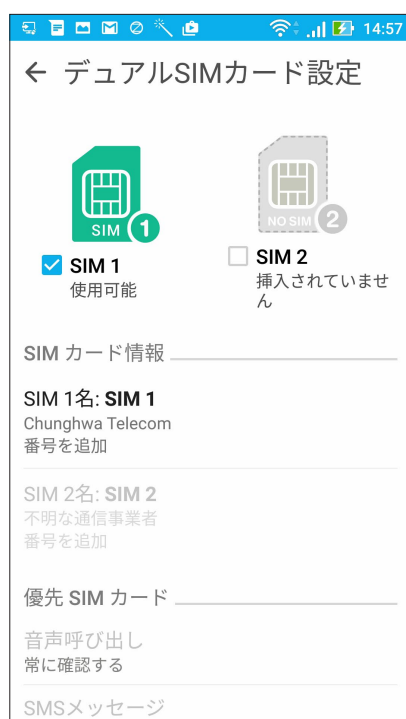 14:57
デュアルSIMカード設定
SIM 1
NO SIM 2
SIM 1
使用可能
SIM 2
挿入されていませ
ん
SIM カード情報
SIM 1名: SIM 1
Chunghwa Telecom
番号を追加
SIM 2名: SIM 2
不明な通信事業者
番号を追加
優先 SIM カード
音声呼び出し
常に確認する
SMSメッセージ